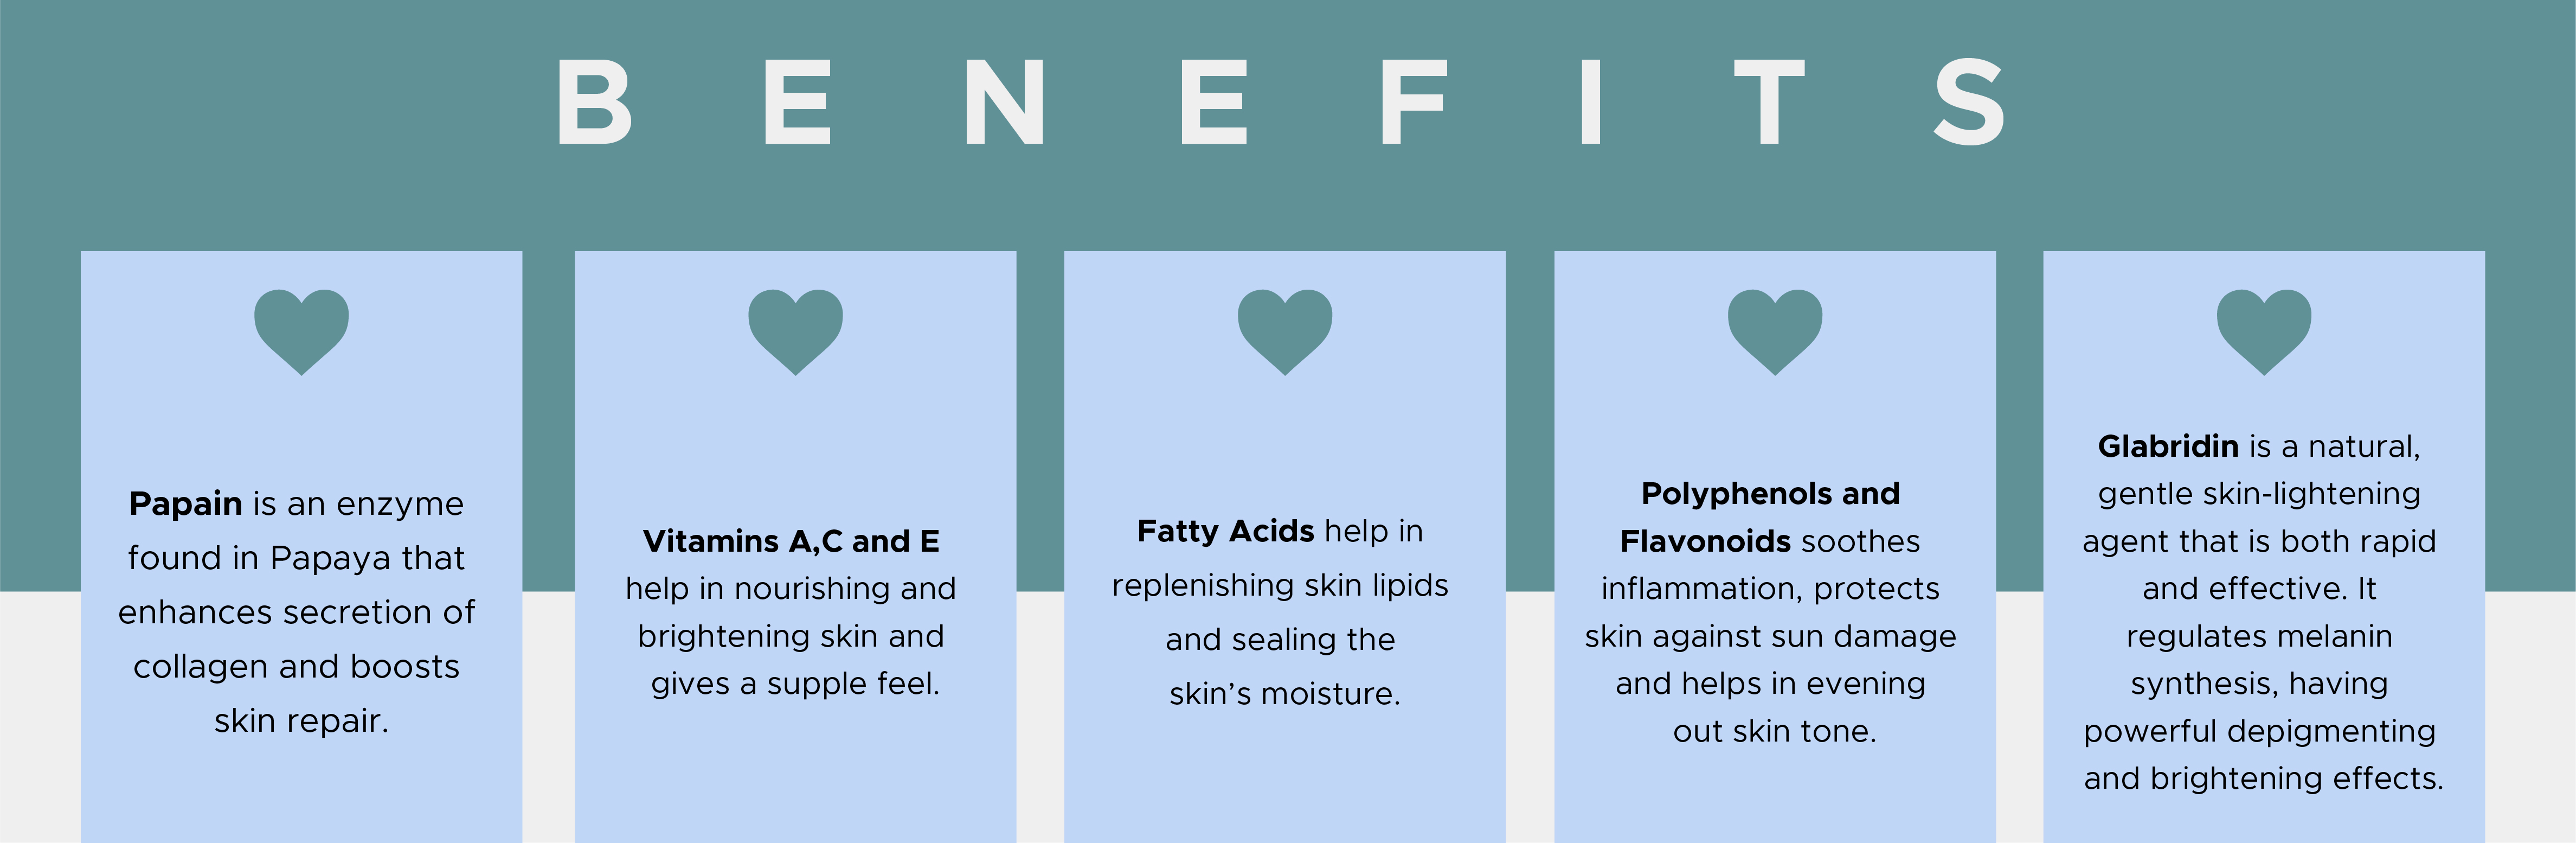 BENEFITS
Papain is an enzyme
found in Papaya that
enhances secretion of
collagen and boosts
skin repair.
Vitamins A,C and E
help in nourishing and
brightening skin and
gives a supple feel.
Fatty Acids help in
replenishing skin lipids
and sealing the
skin’s moisture.
Polyphenols and
Flavonoids soothes
inflammation, protects
skin against sun damage
and helps in evening
out skin tone.
Glabridin is a natural,
gentle skin-lightening
agent that is both rapid
and effective. It
regulates melanin
synthesis, having
powerful depigmenting
and brightening effects.